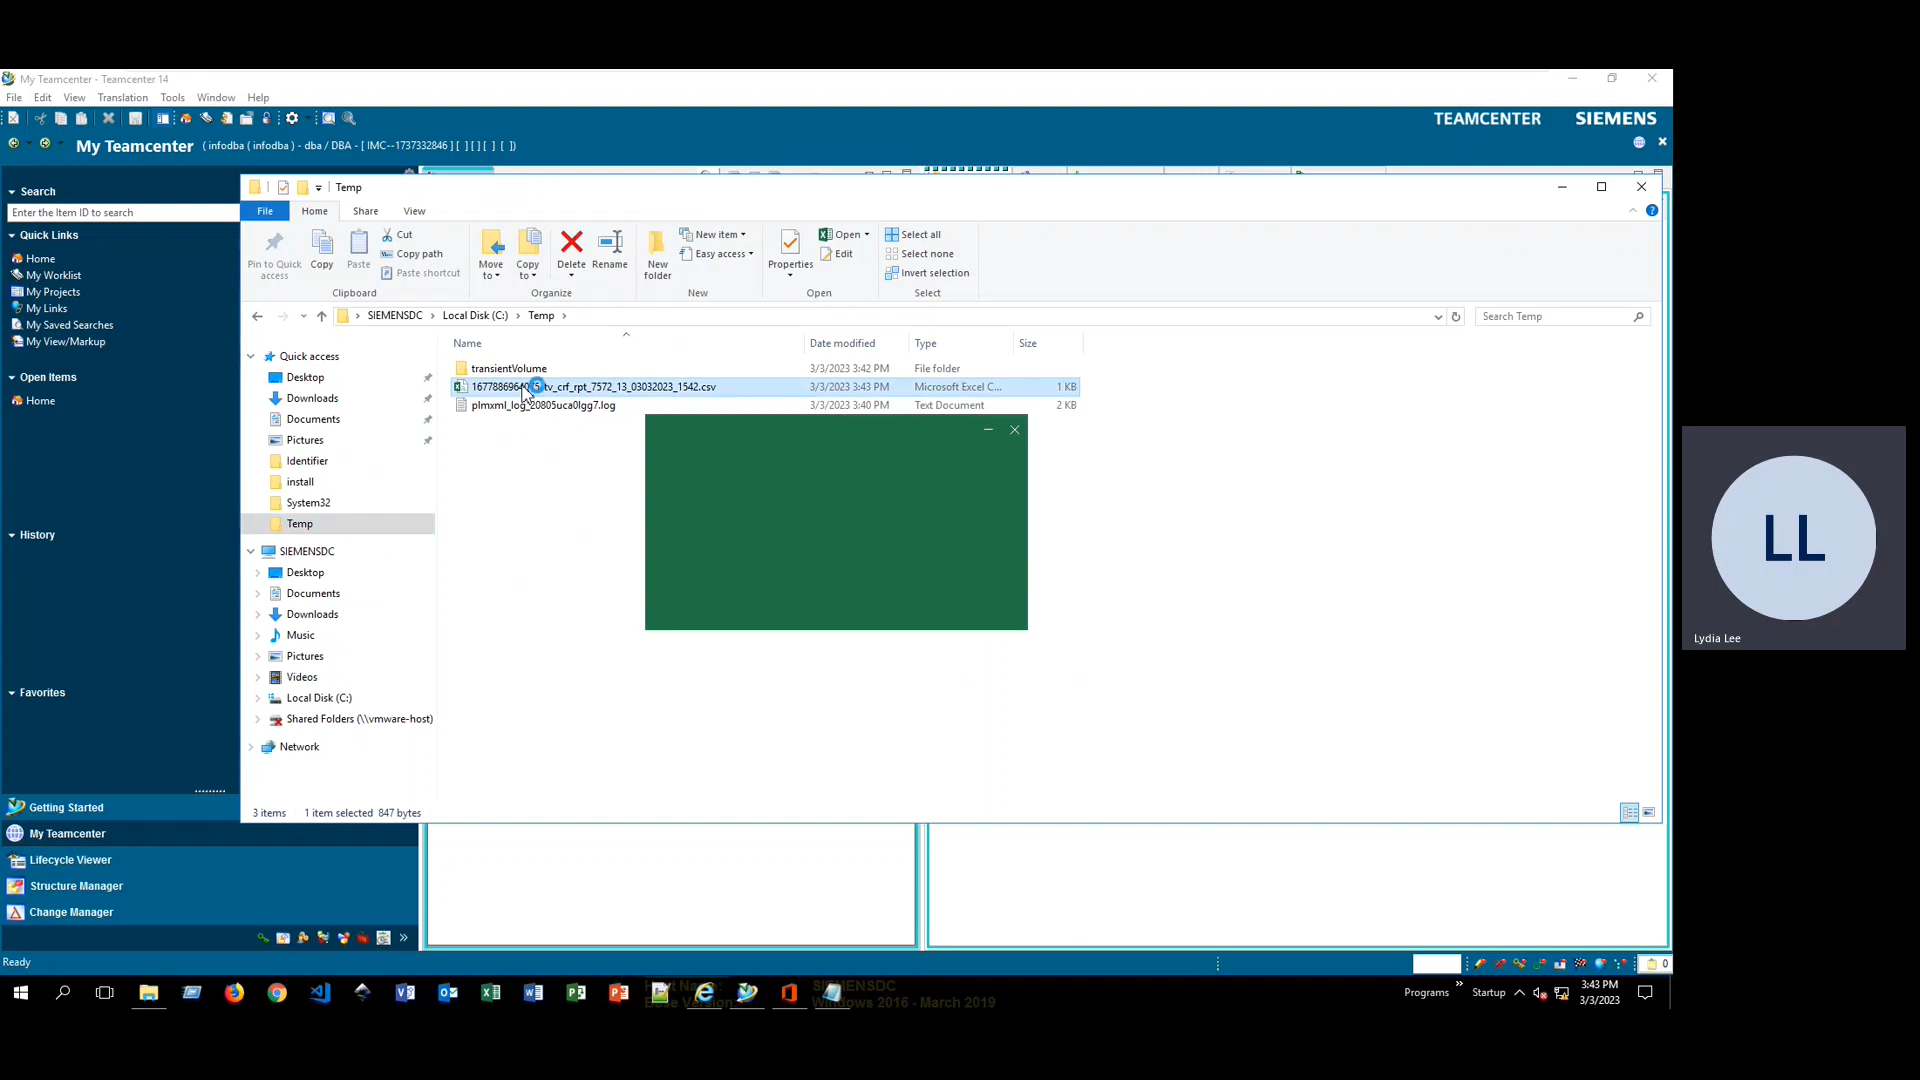 My Teamcenter - Teamcenter 14
File Edit View Translation Tools Window Help
TEAMCENTER SIEMENS
My Teamcenter ( infodba ( infodba ) - dba / DBA - [ IMC--1737332846 ] [ ] [ ] [ ] [ ])
Search
Enter the Item ID to search
Quick Links
Home
My Worklist
My Projects
My Links
My Saved Searches
My View/Markup
Open Items
Home
History
Favorites
Getting Started
My Teamcenter
Lifecycle Viewer
Structure Manager
Change Manager
Ready
Temp
File Home Share View
Pin to Quick access
Copy
Paste
Cut
Copy path
Paste shortcut
Clipboard
Move to
Copy to
Delete
Rename
Organize
New folder
New item
Easy access
New
Properties
Open
Edit
Open
Select all
Select none
Invert selection
Select
SIEMENSDC Local Disk (C:) Temp
Search Temp
Name Date modified Type Size
transientVolume 3/3/2023 3:42 PM File folder
tv_crf_rpt_7572_13_03032023_1542.csv 3/3/2023 3:43 PM Microsoft Excel C... 1 KB
plmxml_log_20805uca0lgg7.log 3/3/2023 3:40 PM Text Document 2 KB
Quick access
Desktop
Downloads
Documents
Pictures
Identifier
install
System32
Temp
SIEMENSDC
Desktop
Documents
Downloads
Music
Pictures
Videos
Local Disk (C:)
Shared Folders (\\vmware-host)
Network
3 items 1 item selected 847 bytes
0
Host Name: SIEMENSDC
Base Version: Windows 2016 - March 2019
Programs Startup
3:43 PM
3/3/2023
LL
Lydia Lee